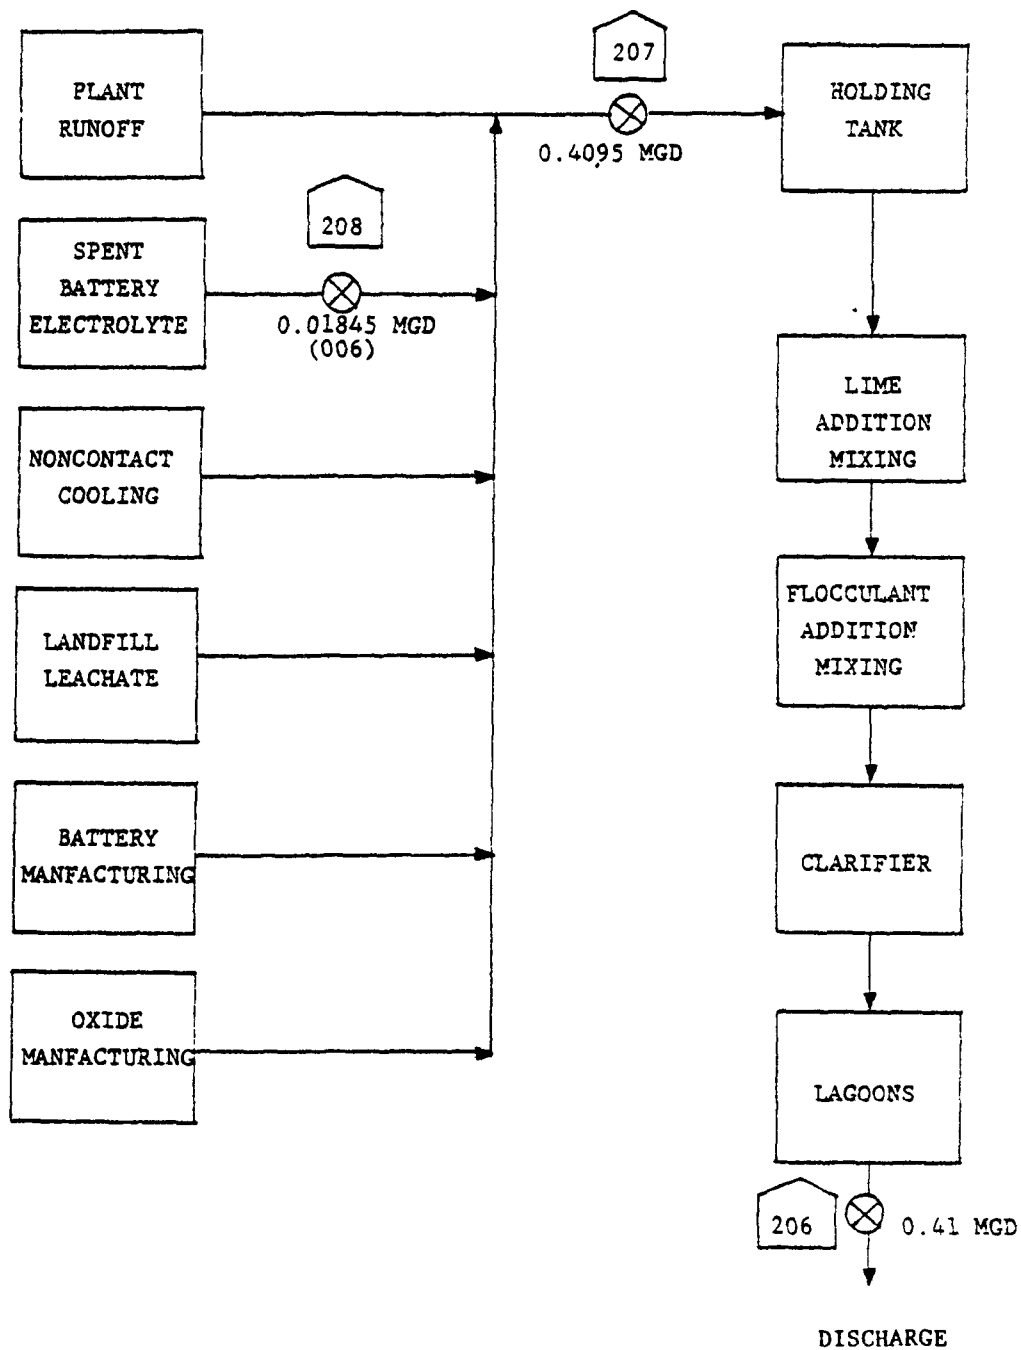 PLANT
RUNOFF
207
0.4095 MGD
HOLDING
TANK
208
SPENT
BATTERY
ELECTROLYTE
0.01845 MGD
(006)
NONCONTACT
COOLING
LANDFILL
LEACHATE
BATTERY
MANFACTURING
OXIDE
MANFACTURING
LIME
ADDITION
MIXING
FLOCCULANT
ADDITION
MIXING
CLARIFIER
LAGOONS
206
0.41 MGD
DISCHARGE